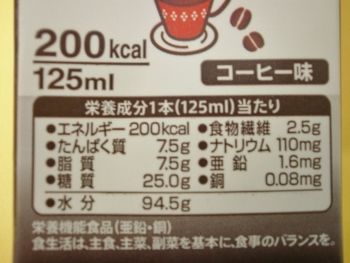 200kcal
125ml
コーヒー味
栄養成分1本(125ml)当たり
●エネルギー 200kcal ●食物繊維 2.5g
●たんぱく質 7.5g ●ナトリウム 110mg
●脂質 7.5g ●亜鉛 1.6mg
●糖質 25.0g ●銅 0.08mg
●水分 94.5g
栄養機能食品(亜鉛・銅)
食生活は、主食、主菜、副菜を基本に、食事のバランスを。